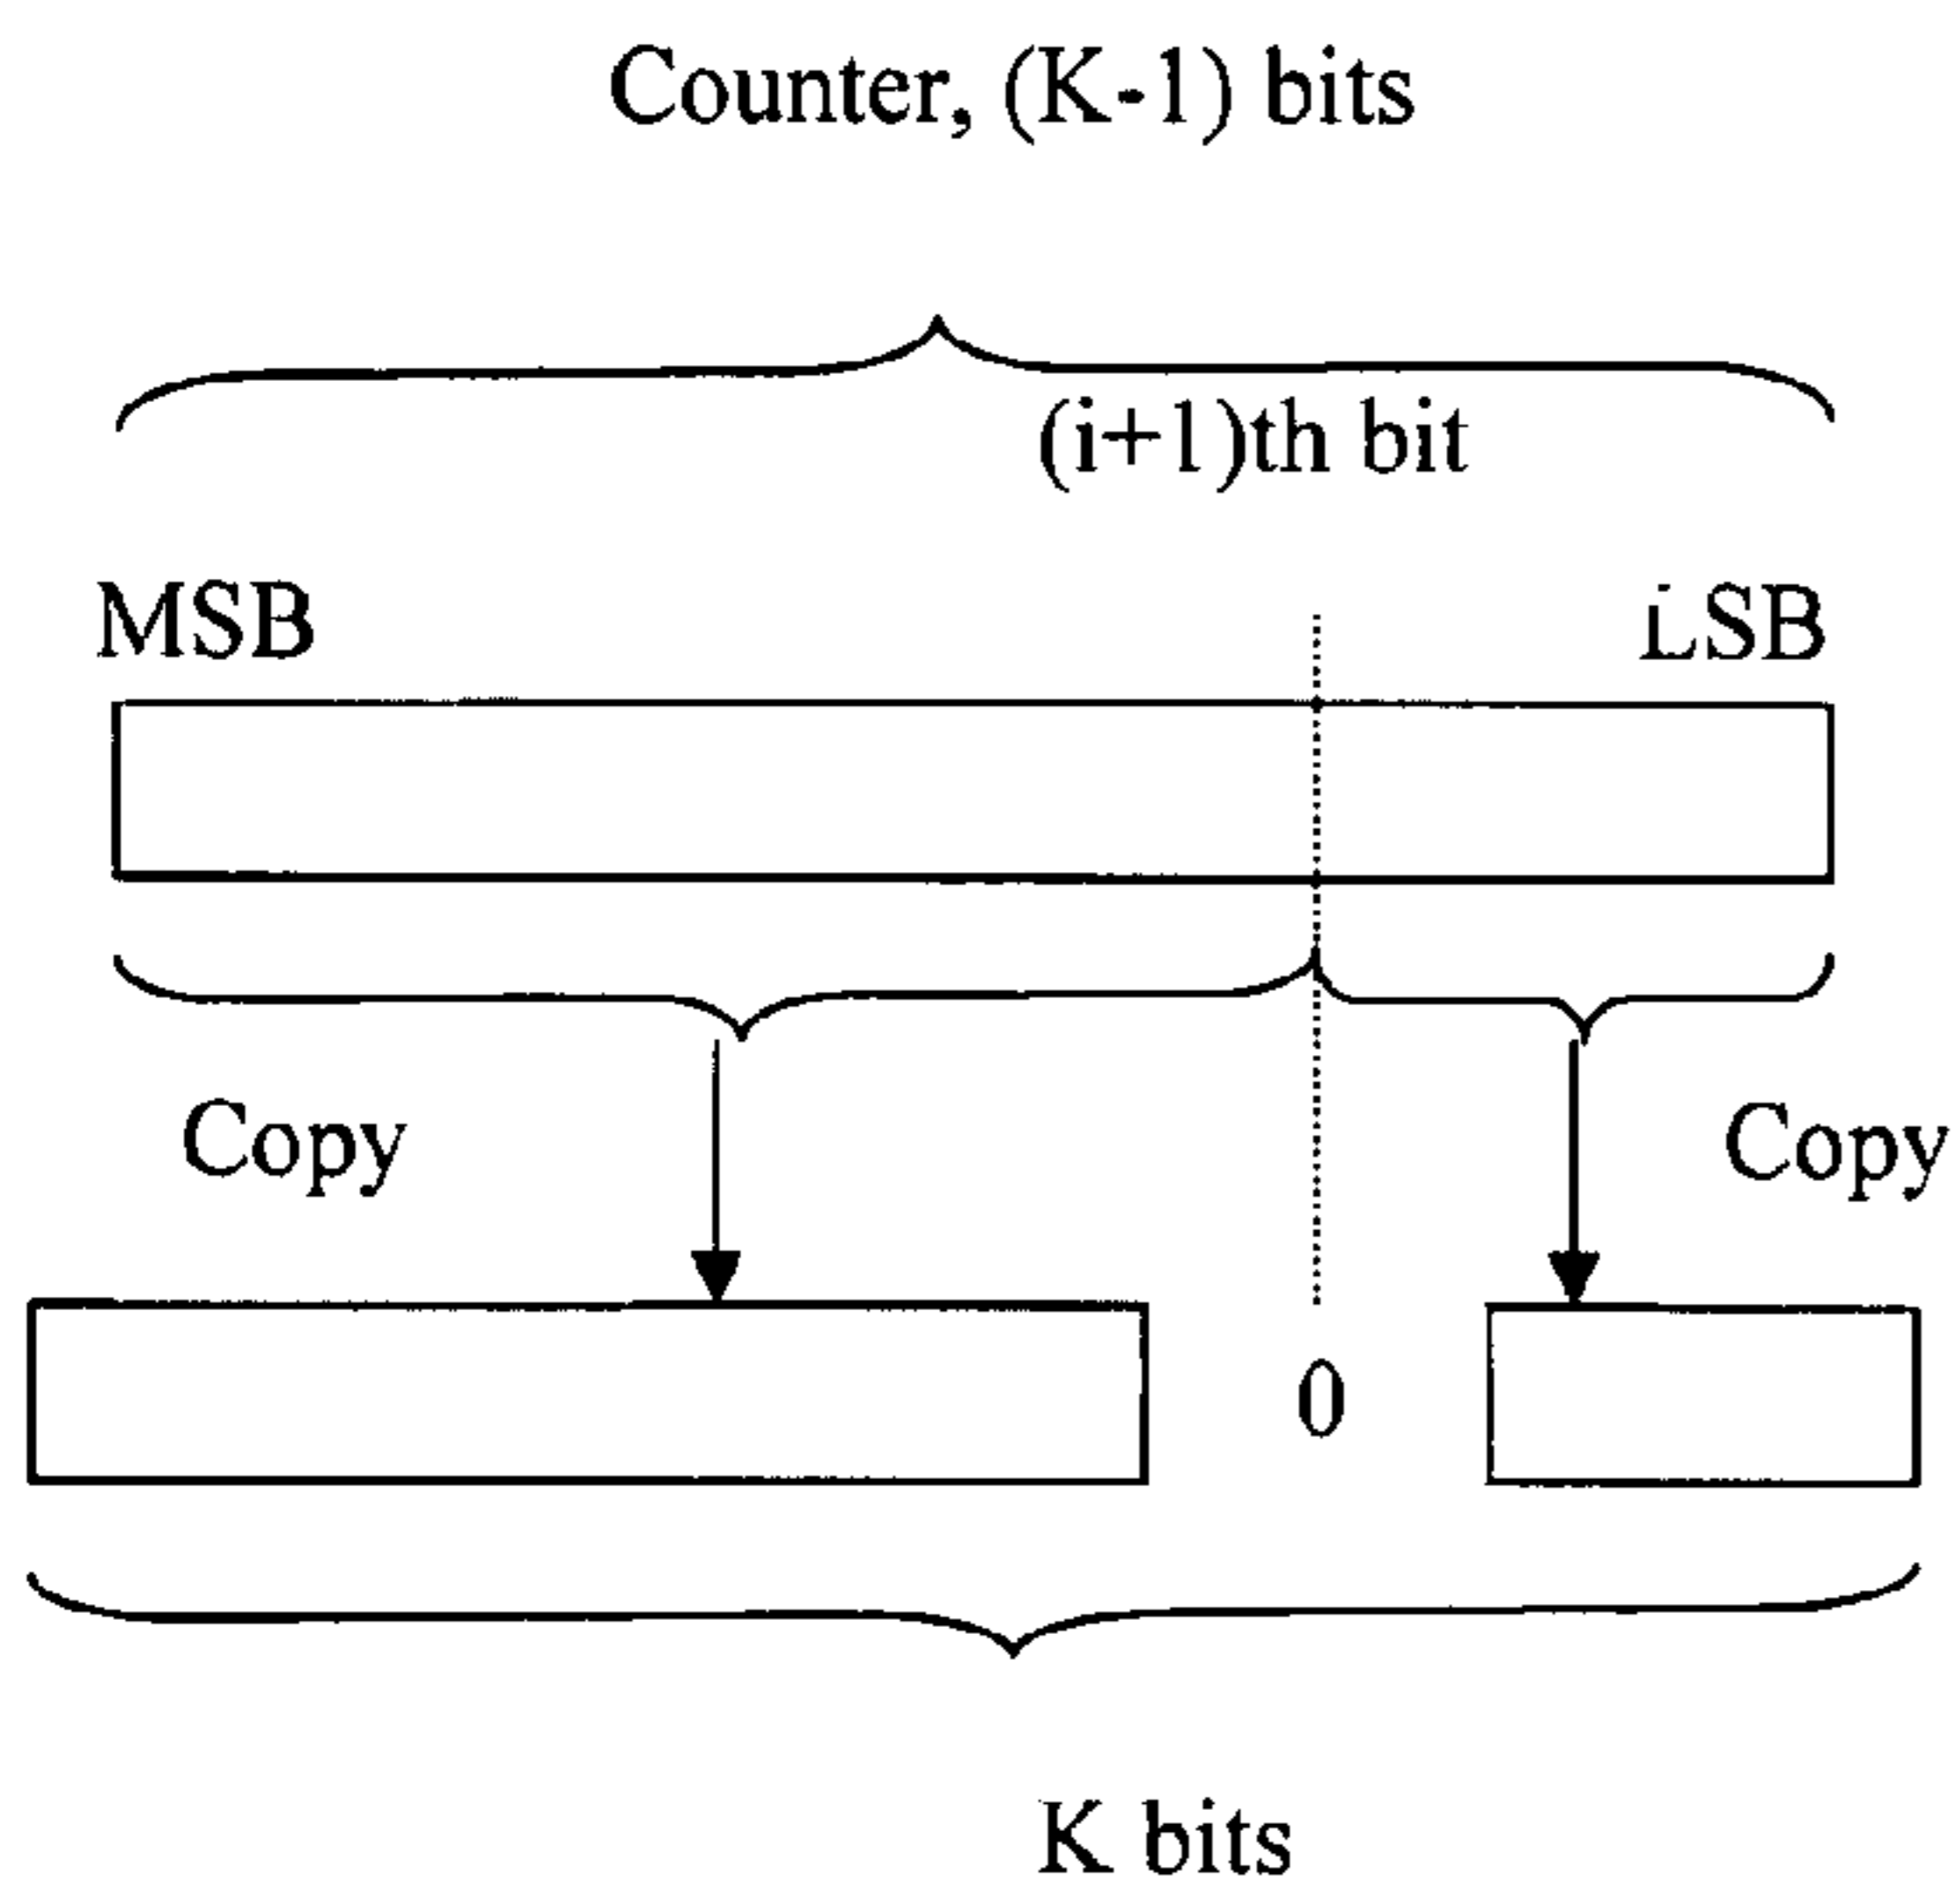 Counter, (K-1) bits
(i+1)th bit
MSB LSB
Copy Copy
0
K bits